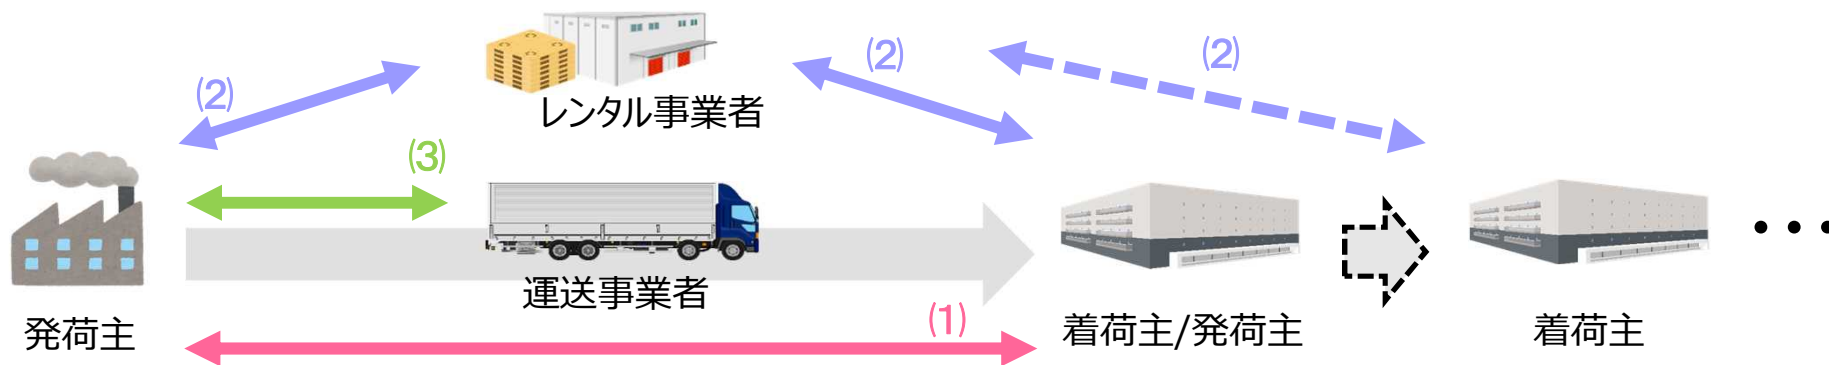 (2)
(2)
(2)
レンタル事業者
(3)
運送事業者
(1)
発荷主
着荷主/発荷主
着荷主
・・・